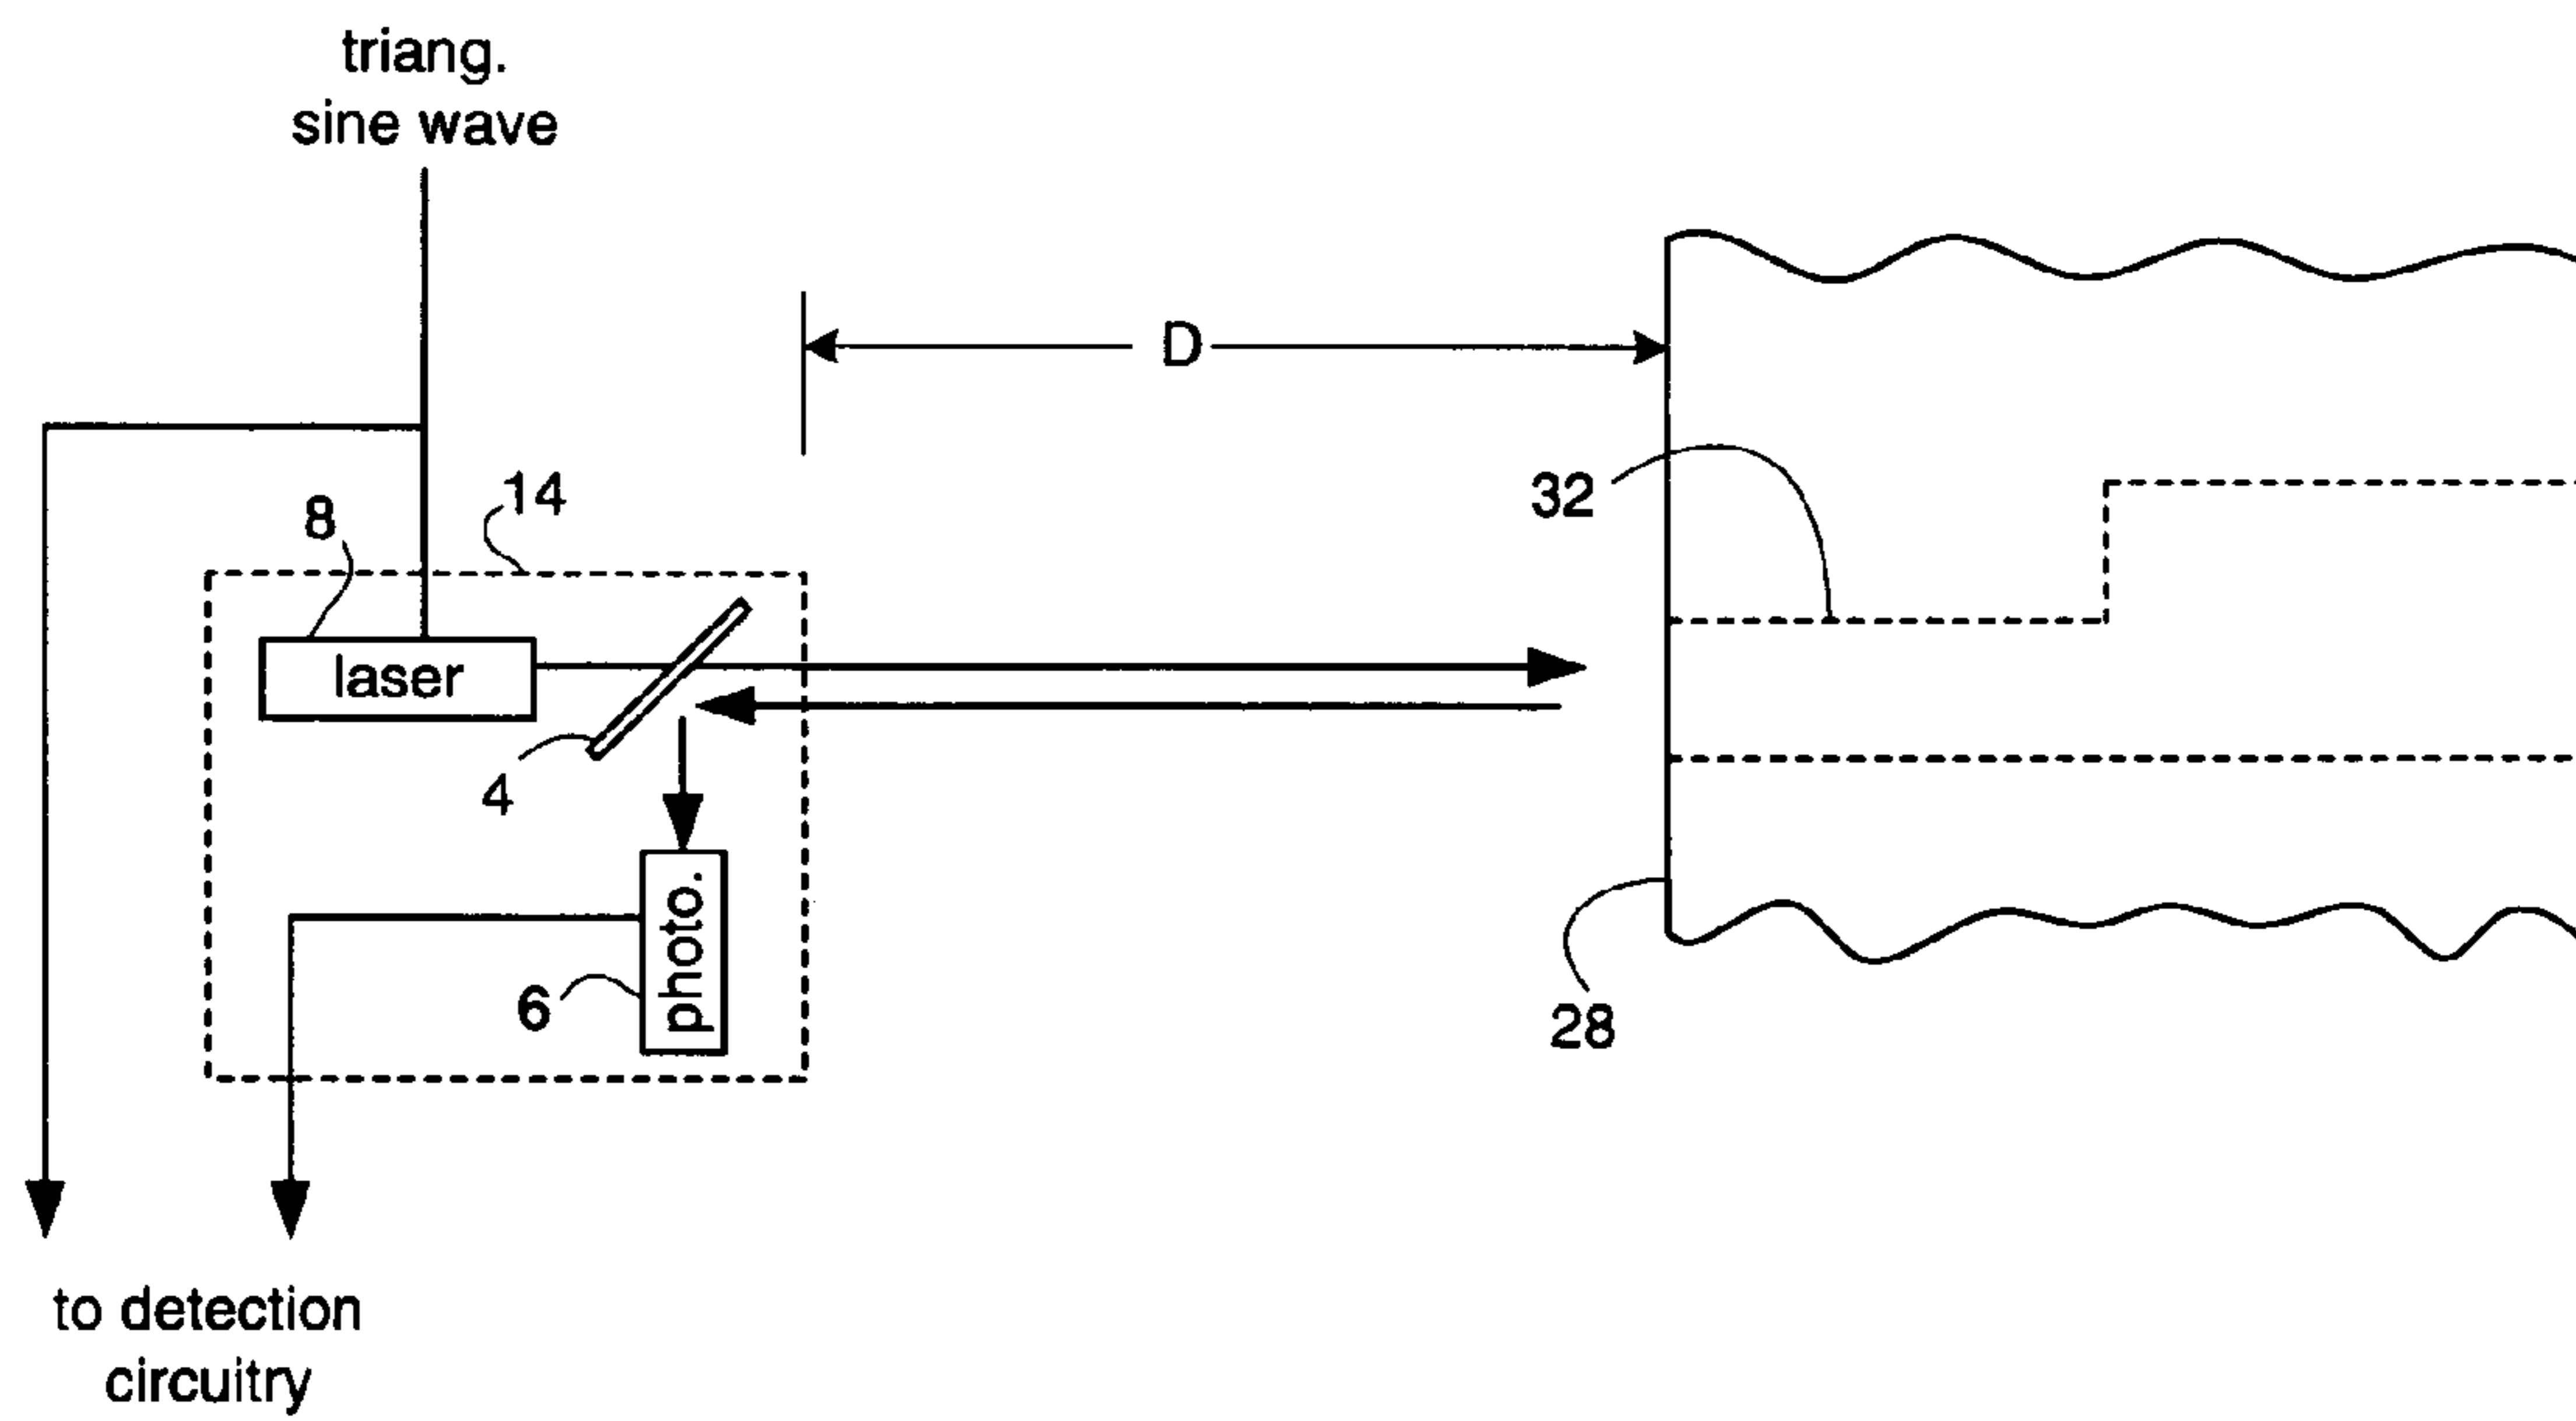 triang.
sine wave
D
14
8
32
laser
4
photo.
6
28
to detection
circuitry